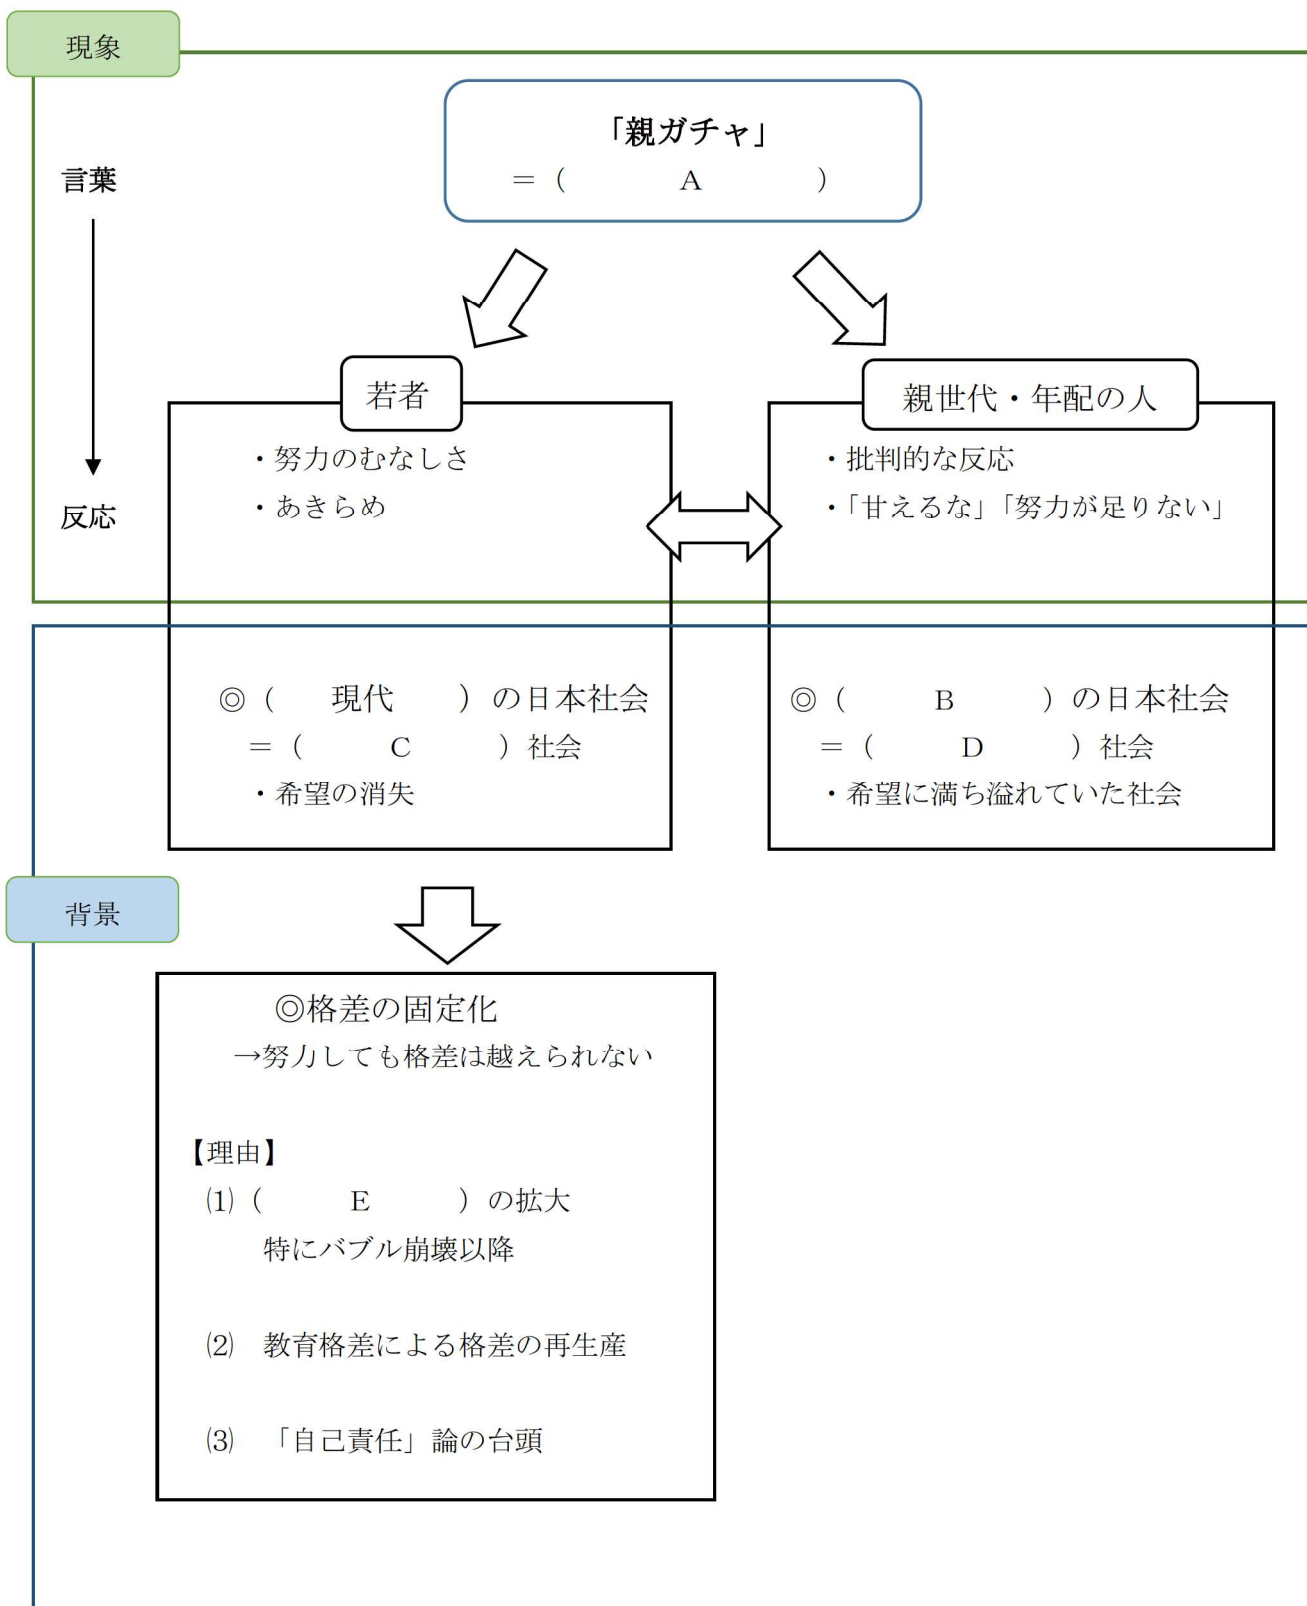 現象
「親ガチャ」
＝（　A　）
言葉
反応
若者
・努力のむなしさ
・あきらめ
親世代・年配の人
・批判的な反応
・「甘えるな」「努力が足りない」
◎（　現代　）の日本社会
＝（　C　）社会
・希望の消失
◎（　B　）の日本社会
＝（　D　）社会
・希望に満ち溢れていた社会
背景
◎格差の固定化
→努力しても格差は越えられない
【理由】
⑴（　E　）の拡大
特にバブル崩壊以降
⑵　教育格差による格差の再生産
⑶　「自己責任」論の台頭